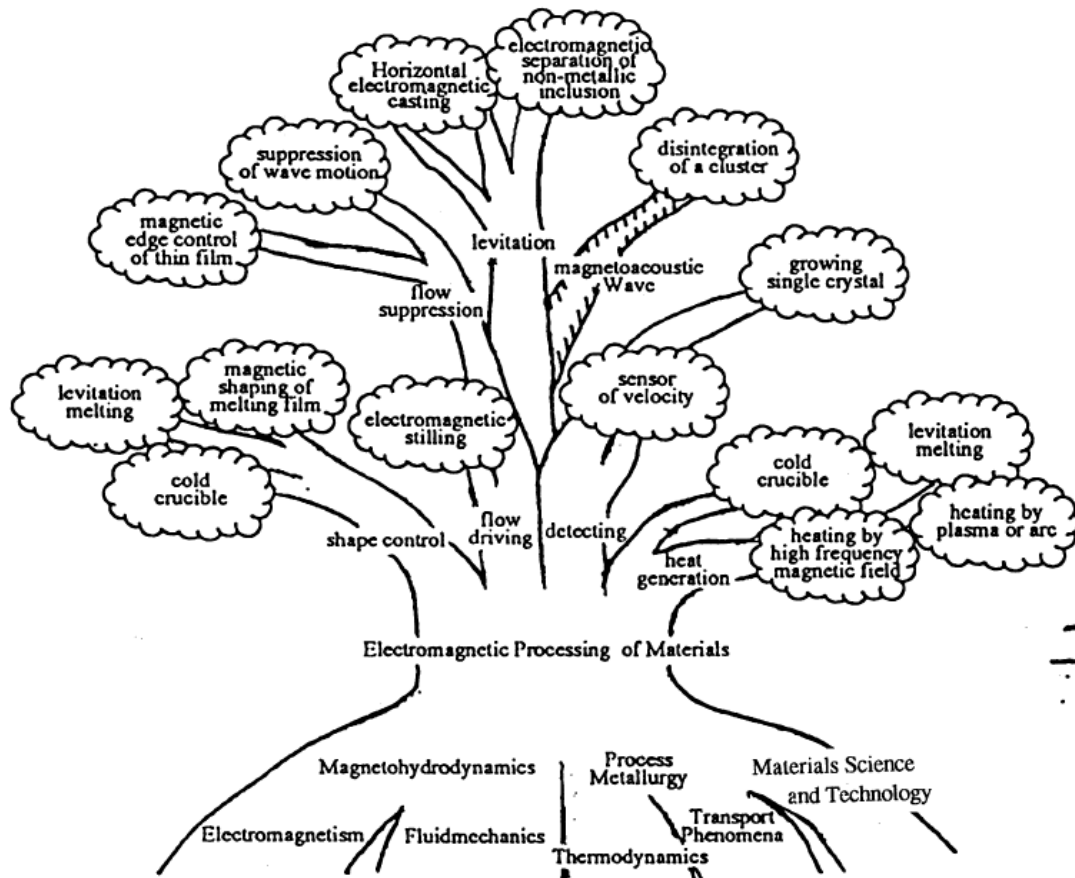 Horizontal
electromagnetic
casting
electromagnetic
separation of
non-metallic
inclusion
suppression
of wave motion
disintegration
of a cluster
magnetic
edge control
of thin film
levitation
magnetoacoustic
Wave
growing
single crystal
flow
suppression
levitation
melting
magnetic
shaping of
melting film
electromagnetic
stilling
sensor
of velocity
levitation
melting
cold
crucible
cold
crucible
heating by
plasma or arc
shape control
flow
driving
detecting
heat
generation
heating by
high frequency
magnetic field
Electromagnetic Processing of Materials
Magnetohydrodynamics
Process
Metallurgy
Materials Science
and Technology
Electromagnetism
Fluidmechanics
Thermodynamics
Transport
Phenomena